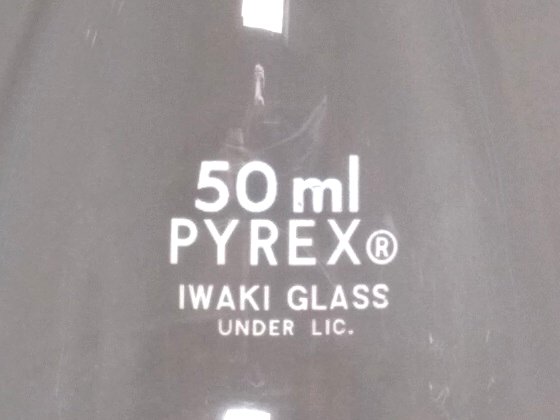 50 ml
PYREX®
IWAKI GLASS
UNDER LIC.